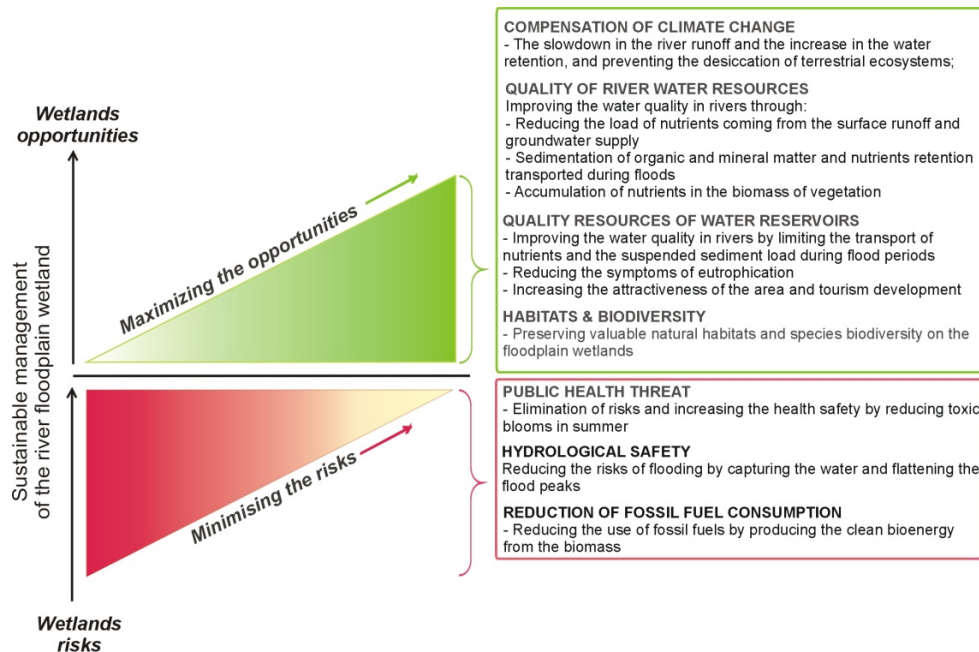 Wetlands
opportunities
Sustainable management
of the river floodplain wetland
Maximizing the opportunities
Minimising the risks
Wetlands
risks
COMPENSATION OF CLIMATE CHANGE
- The slowdown in the river runoff and the increase in the water
retention, and preventing the desiccation of terrestrial ecosystems;
QUALITY OF RIVER WATER RESOURCES
Improving the water quality in rivers through:
- Reducing the load of nutrients coming from the surface runoff and
groundwater supply
- Sedimentation of organic and mineral matter and nutrients retention
transported during floods
- Accumulation of nutrients in the biomass of vegetation
QUALITY RESOURCES OF WATER RESERVOIRS
- Improving the water quality in rivers by limiting the transport of
nutrients and the suspended sediment load during flood periods
- Reducing the symptoms of eutrophication
- Increasing the attractiveness of the area and tourism development
HABITATS & BIODIVERSITY
- Preserving valuable natural habitats and species biodiversity on the
floodplain wetlands
PUBLIC HEALTH THREAT
- Elimination of risks and increasing the health safety by reducing toxic
blooms in summer
HYDROLOGICAL SAFETY
Reducing the risks of flooding by capturing the water and flattening the
flood peaks
REDUCTION OF FOSSIL FUEL CONSUMPTION
- Reducing the use of fossil fuels by producing the clean bioenergy
from the biomass